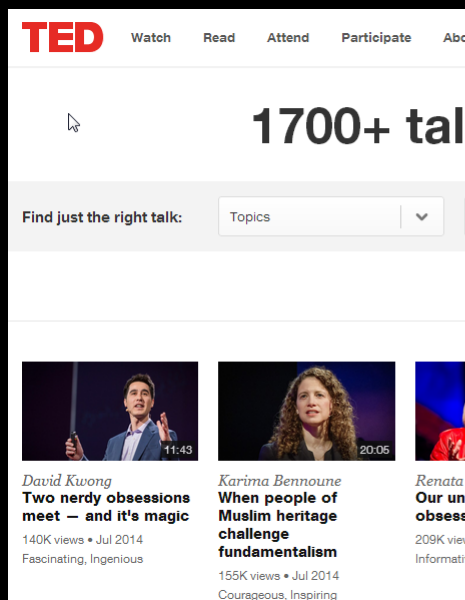 TED Watch Read Attend Participate
1700+
Find just the right talk: Topics
11:43
20:05
David Kwong
Two nerdy obsessions
meet — and it's magic
140K views • Jul 2014
Fascinating, Ingenious
Karima Bennoune
When people of
Muslim heritage
challenge
fundamentalism
155K views • Jul 2014
Courageous, Inspiring
Renata
Our un
obsess
209K view
Informati